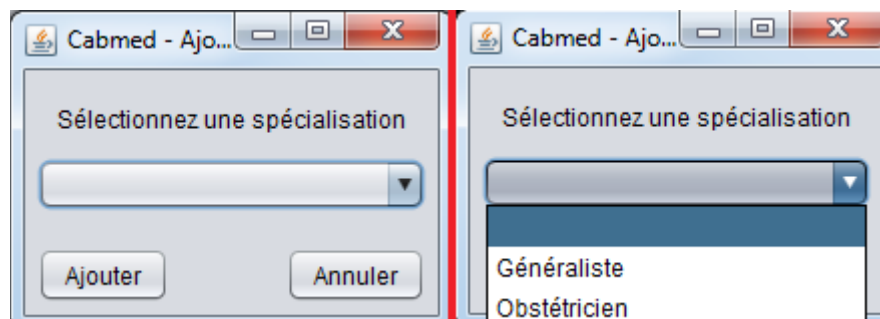 Cabmed - Ajo...
Sélectionnez une spécialisation
Ajouter
Annuler
Cabmed - Ajo...
Sélectionnez une spécialisation
Généraliste
Obstétricien